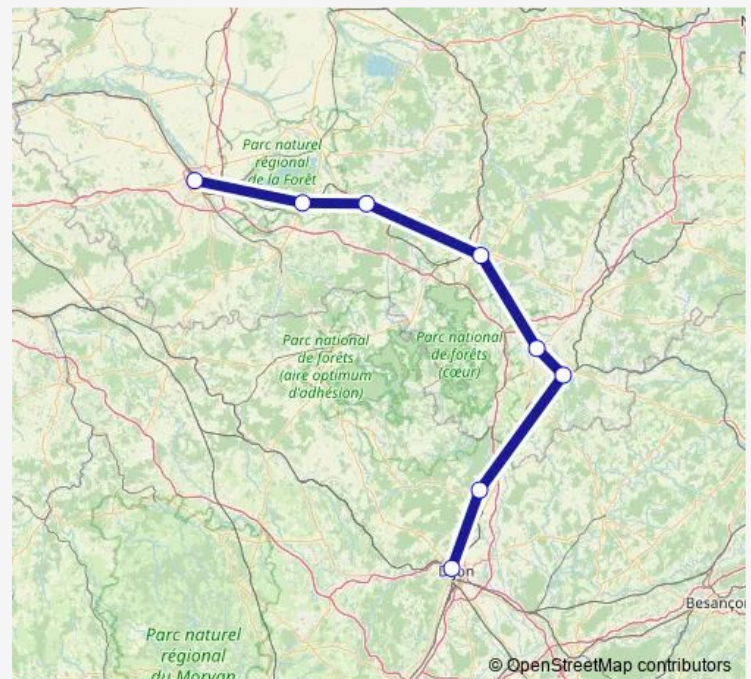 Parc naturel
régional
de la Forêt
Parc national
de forêts
(aire optimum
d'adhésion)
Parc national
de forêts
(cœur)
Dijon
Besançon
Parc naturel
régional
du Morvan
© OpenStreetMap contributors